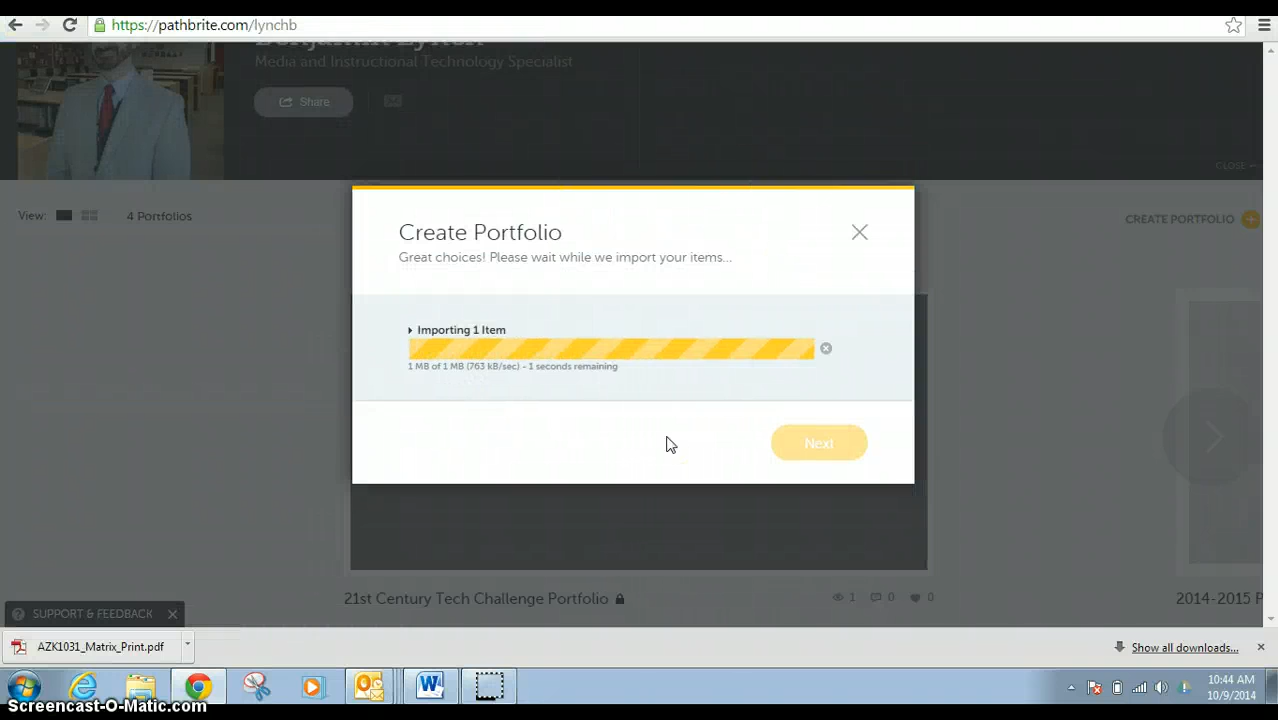 https://pathbrite.com/lynchb
Benjamin Lynch
Media and Instructional Technology Specialist
Share
CLOSE
View:
4 Portfolios
CREATE PORTFOLIO
Create Portfolio
Great choices! Please wait while we import your items...
Importing 1 Item
1 MB of 1 MB (763 kB/sec) - 1 seconds remaining
Next
21st Century Tech Challenge Portfolio
1
0
0
2014-2015 P
SUPPORT & FEEDBACK
AZK1031_Matrix_Print.pdf
Show all downloads...
10:44 AM
10/9/2014
Screencast-O-Matic.com